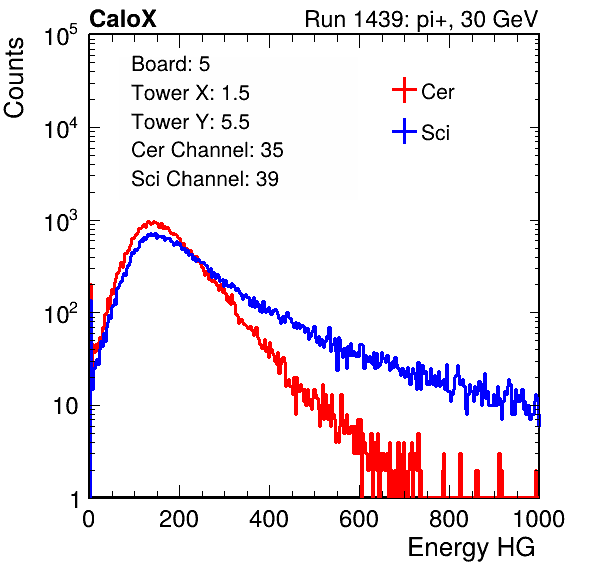 CaloX Run 1439: pi+, 30 GeV
Counts
Board: 5
Tower X: 1.5
Tower Y: 5.5
Cer Channel: 35
Sci Channel: 39
Cer
Sci
10^5
10^4
10^3
10^2
10
1
0 200 400 600 800 1000
Energy HG